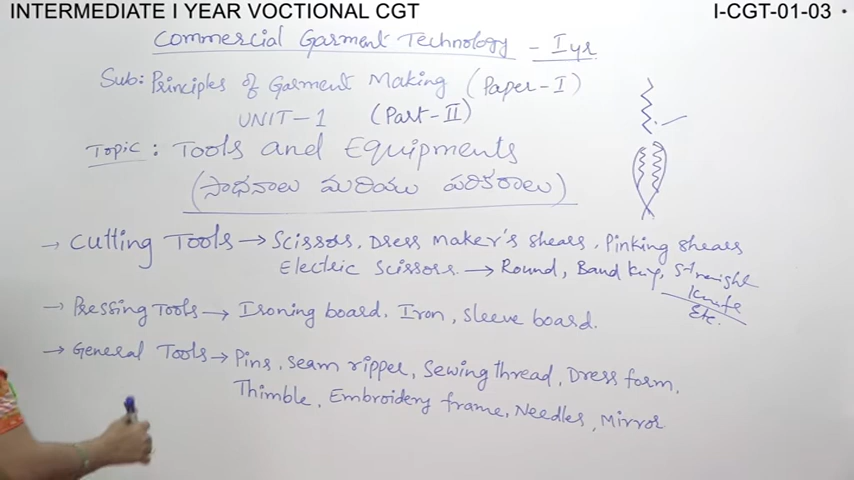 INTERMEDIATE I YEAR VOCTIONAL CGT
I-CGT-01-03
Commercial Garment Technology - I yr
Sub: Principles of Garment Making (Paper-I)
UNIT-1 (Part-II)
Topic: Tools and Equipments
(సాధనాలు మరియు పరికరాలు)
→ Cutting Tools → Scissors, Dress maker's shears, Pinking shears
Electric Scissors → Round, Band knife, Straight
knife
Etc.
→ Pressing Tools → Ironing board, Iron, sleeve board.
→ General Tools → Pins, seam ripper, Sewing thread, Dress form,
Thimble, Embroidery frame, Needles, Mirror